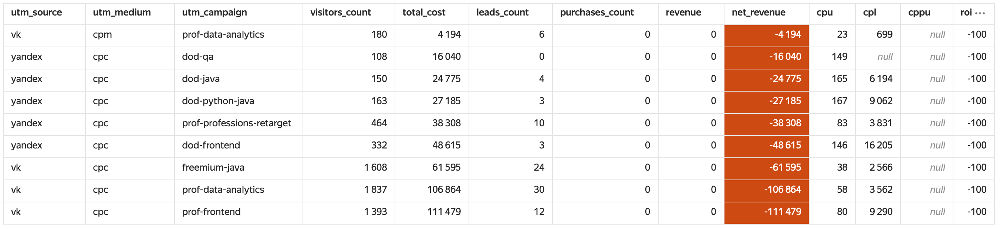 utm_source utm_medium utm_campaign visitors_count total_cost leads_count purchases_count revenue net_revenue cpu cpl cppu roi ...
vk cpm prof-data-analytics 180 4 194 6 0 0 -4 194 23 699 null -100
yandex cpc dod-qa 108 16 040 0 0 0 -16 040 149 null null -100
yandex cpc dod-java 150 24 775 4 0 0 -24 775 165 6 194 null -100
yandex cpc dod-python-java 163 27 185 3 0 0 -27 185 167 9 062 null -100
yandex cpc prof-professions-retarget 464 38 308 10 0 0 -38 308 83 3 831 null -100
yandex cpc dod-frontend 332 48 615 3 0 0 -48 615 146 16 205 null -100
vk cpc freemium-java 1 608 61 595 24 0 0 -61 595 38 2 566 null -100
vk cpc prof-data-analytics 1 837 106 864 30 0 0 -106 864 58 3 562 null -100
vk cpc prof-frontend 1 393 111 479 12 0 0 -111 479 80 9 290 null -100